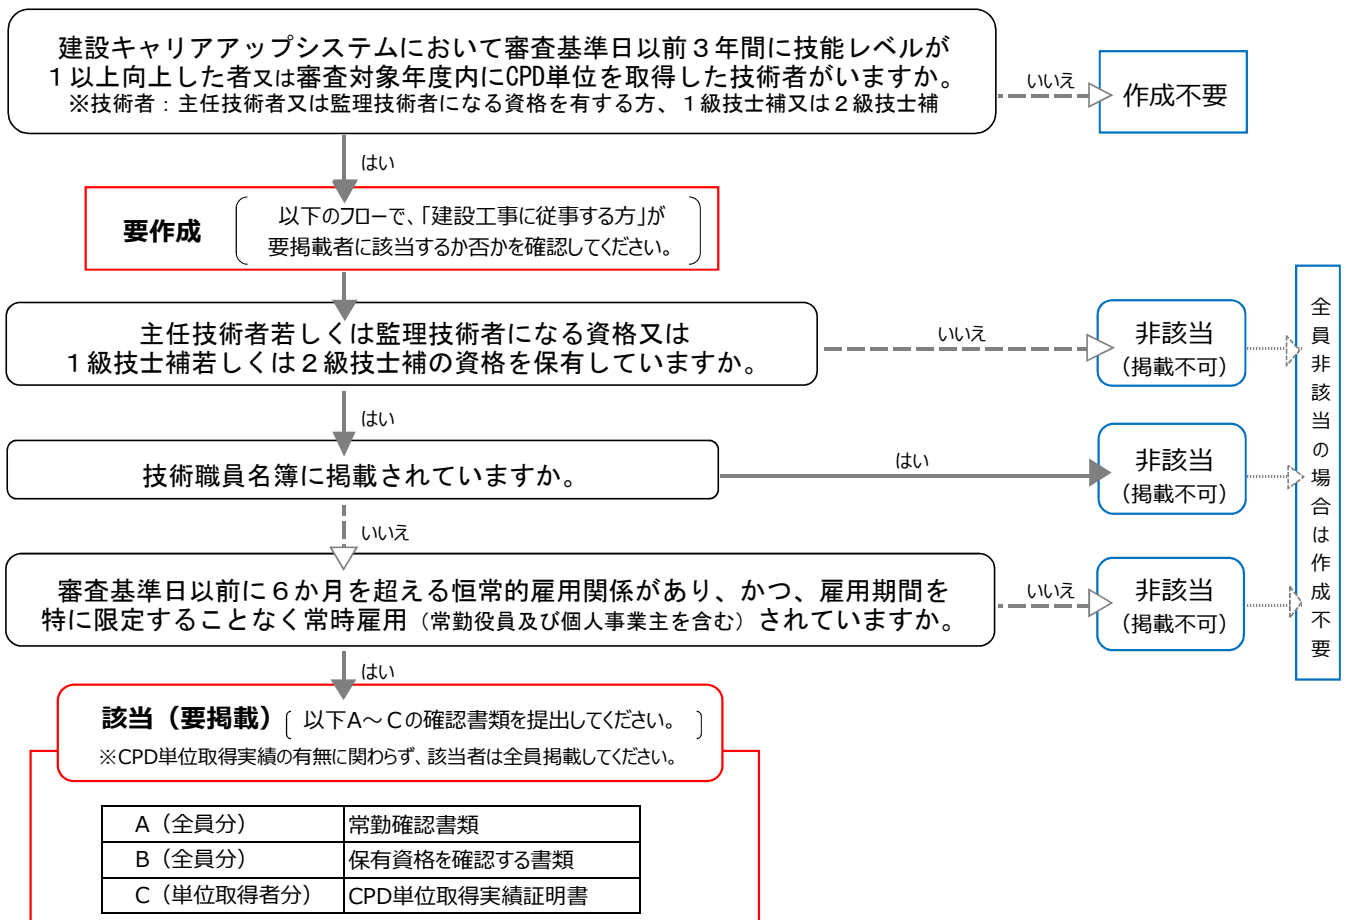 建設キャリアアップシステムにおいて審査基準日以前３年間に技能レベルが
１以上向上した者又は審査対象年度内にCPD単位を取得した技術者がいますか。
※技術者：主任技術者又は監理技術者になる資格を有する方、１級技士補又は２級技士補
いいえ
作成不要
はい
要作成
以下のフローで、「建設工事に従事する方」が
要掲載者に該当するか否かを確認してください。
主任技術者若しくは監理技術者になる資格又は
１級技士補若しくは２級技士補の資格を保有していますか。
いいえ
非該当
（掲載不可）
はい
技術職員名簿に掲載されていますか。
はい
非該当
（掲載不可）
いいえ
審査基準日以前に６か月を超える恒常的雇用関係があり、かつ、雇用期間を
特に限定することなく常時雇用（常勤役員及び個人事業主を含む）されていますか。
いいえ
非該当
（掲載不可）
全員非該当の場合は作成不要
はい
該当（要掲載） 以下A～Cの確認書類を提出してください。
※CPD単位取得実績の有無に関わらず、該当者は全員掲載してください。
A（全員分） 常勤確認書類
B（全員分） 保有資格を確認する書類
C（単位取得者分） CPD単位取得実績証明書